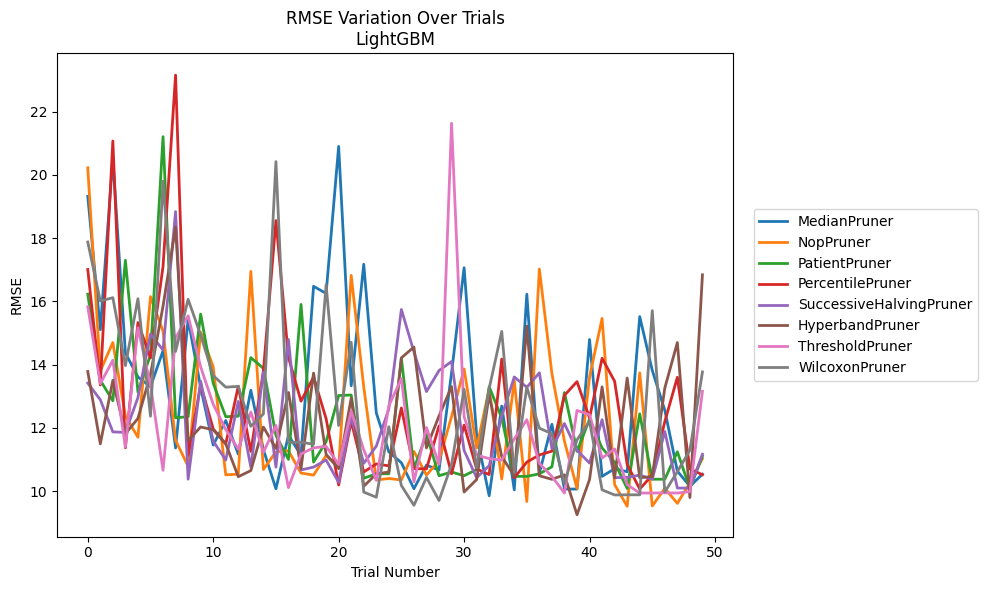 RMSE Variation Over Trials
LightGBM
RMSE
22
20
18
16
14
12
10
0
10
20
30
40
50
Trial Number
MedianPruner
NopPruner
PatientPruner
PercentilePruner
SuccessiveHalvingPruner
HyperbandPruner
ThresholdPruner
WilcoxonPruner